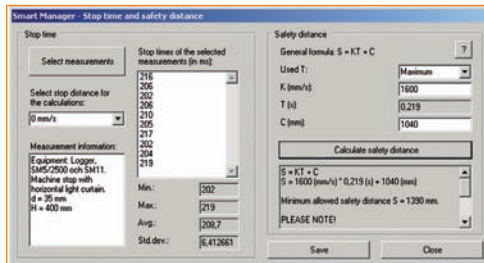 Smart Manager - Stop time and safety distance
Stop time
Select measurements
Select stop distance for
the calculations:
0 mm/s
Measurement information:
Equipment: Logger,
SM5/2500 och SM11.
Machine stop with
horizontal light curtain.
d = 35 mm
H = 400 mm
Stop times of the selected
measurements (in ms):
216
206
202
206
210
205
217
202
204
219
Min.:
202
Max.:
219
Avg.:
208,7
Std.dev.:
6,412661
Safety distance
General formula: S = KT + C
?
Used T:
Maximum
K (mm/s):
1600
T (s):
0,219
C (mm):
1040
Calculate safety distance
S = KT + C
S = 1600 (mm/s) * 0,219 (s) + 1040 (mm)
Minimum allowed safety distance S = 1390 mm.
PLEASE NOTE!
Save
Close